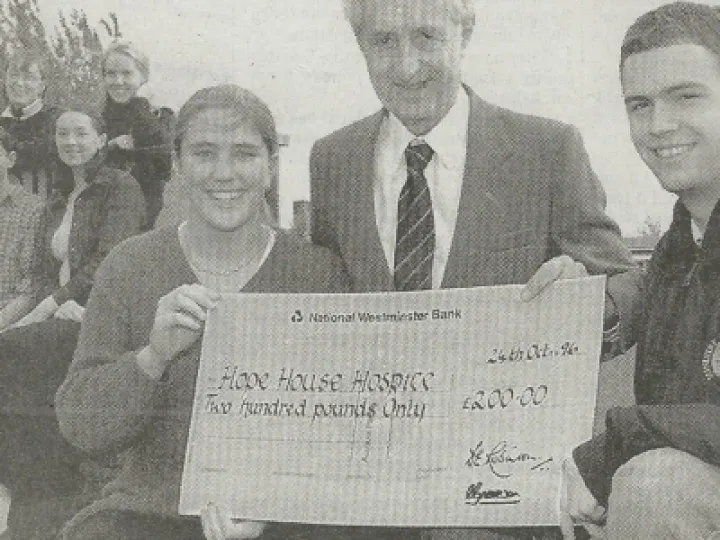 National Westminster Bank
24th Oct. 96
Hope House Hospice
Two hundred pounds Only £200.00